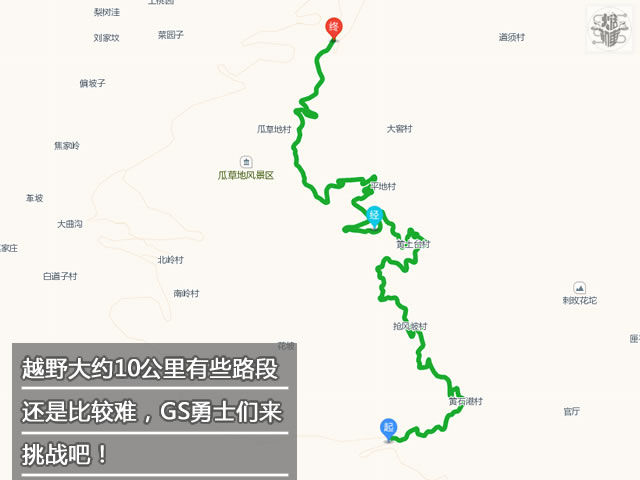 梨树洼
刘家坟
菜园子
终
道须村
偏坡子
瓜草地村
大窖村
焦家岭
瓜草地风景区
平地村
革坡
大曲沟
经
黄土台村
家庄
北岭村
白道子村
南岭村
刺玫花坨
抢风坡村
花坡
黄石港村
官厅
起
越野大约10公里有些路段
还是比较难，GS勇士们来
挑战吧！